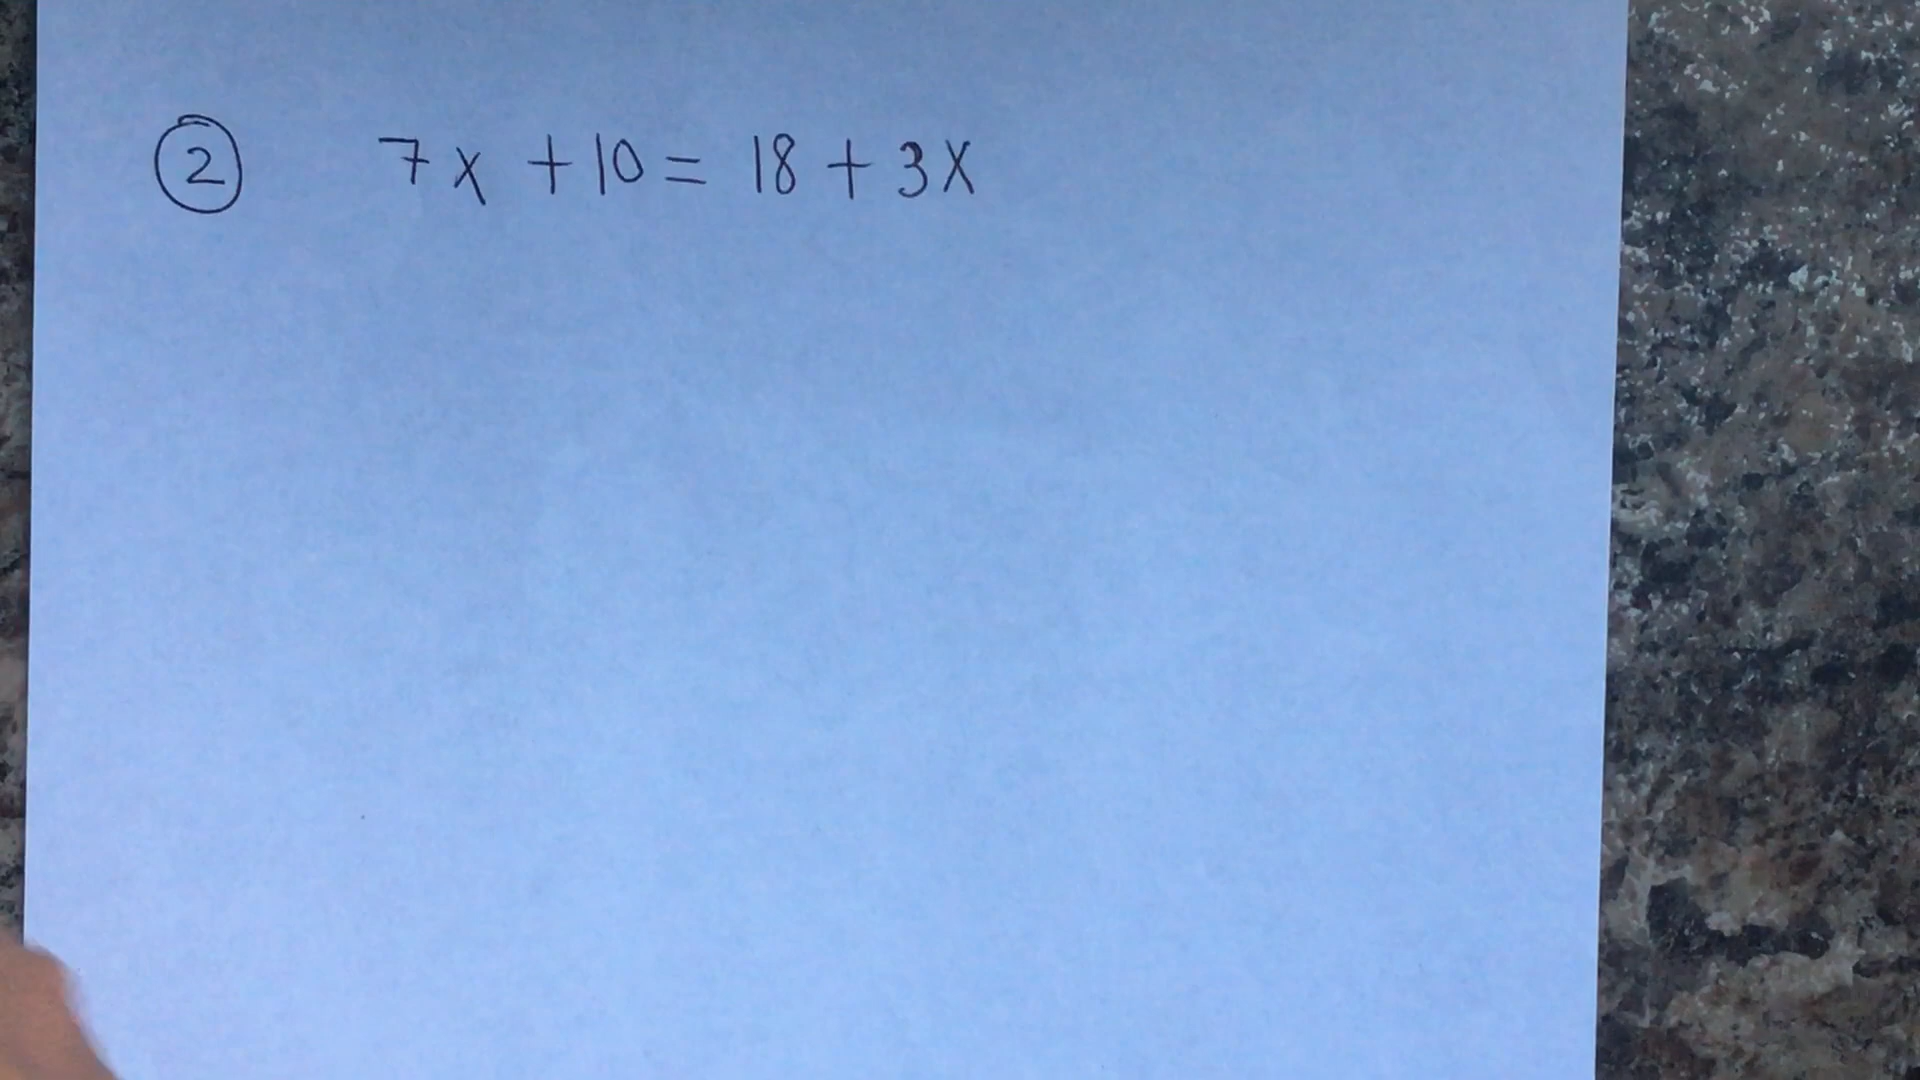 ② 7x + 10 = 18 + 3x